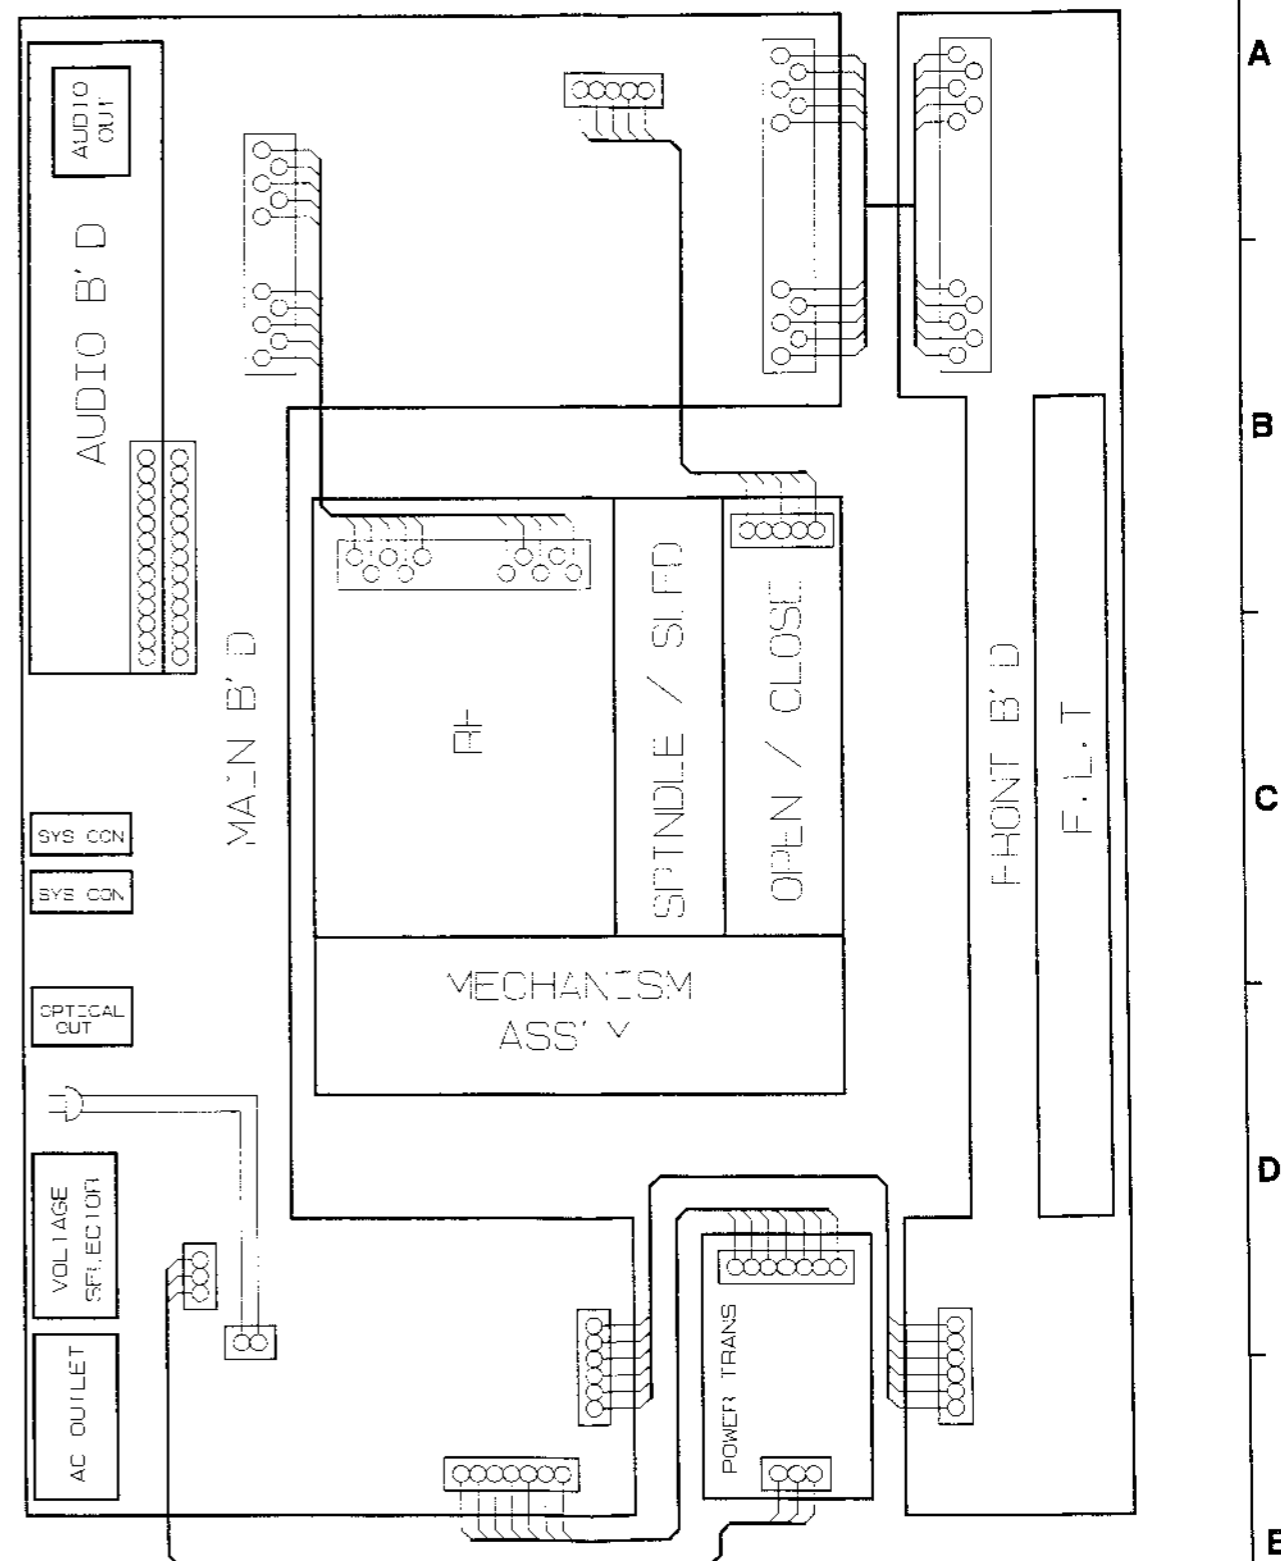 A
AUDIO
OUT
AUDIO B'D
B
SPINDLE / SLED
OPEN / CLOSE
RF
MAIN B'D
FRONT B'D
F.L.T
C
SYS CON
SYS CON
MECHANISM
ASS'Y
OPTICAL
OUT
D
VOLTAGE
SELECTOR
POWER TRANS
AC OUTLET
E